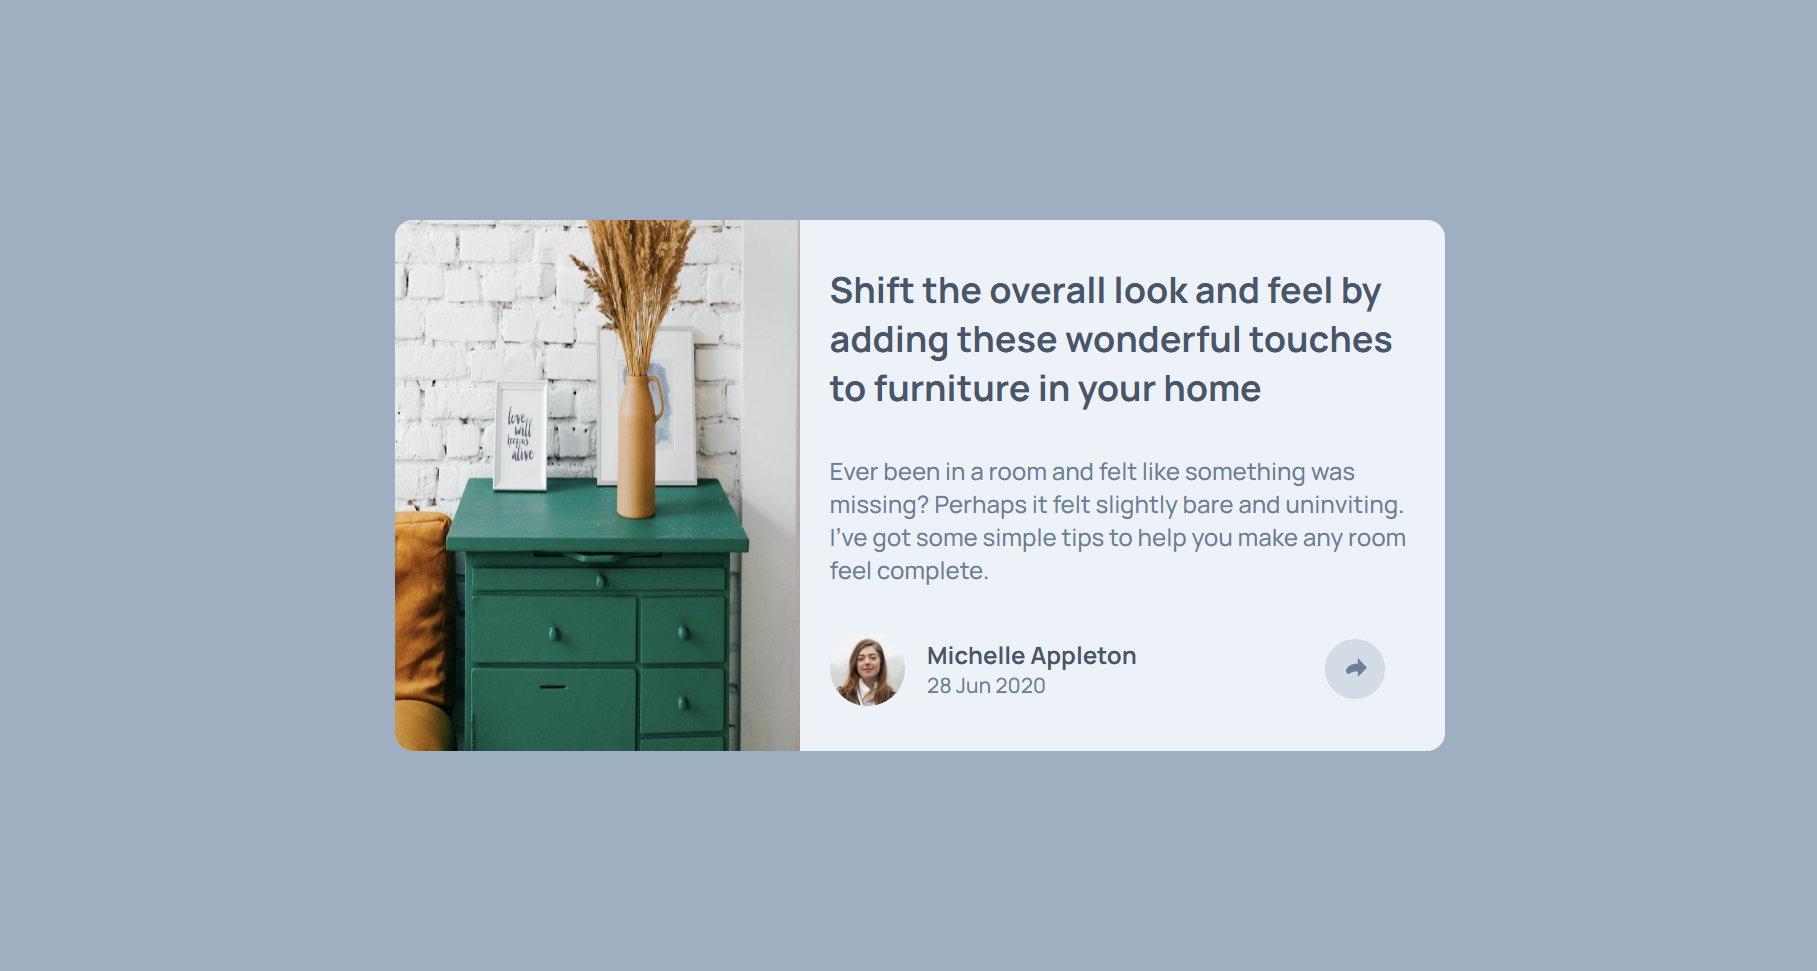 love
will
keep us
alive
Shift the overall look and feel by
adding these wonderful touches
to furniture in your home
Ever been in a room and felt like something was
missing? Perhaps it felt slightly bare and uninviting.
I’ve got some simple tips to help you make any room
feel complete.
Michelle Appleton
28 Jun 2020